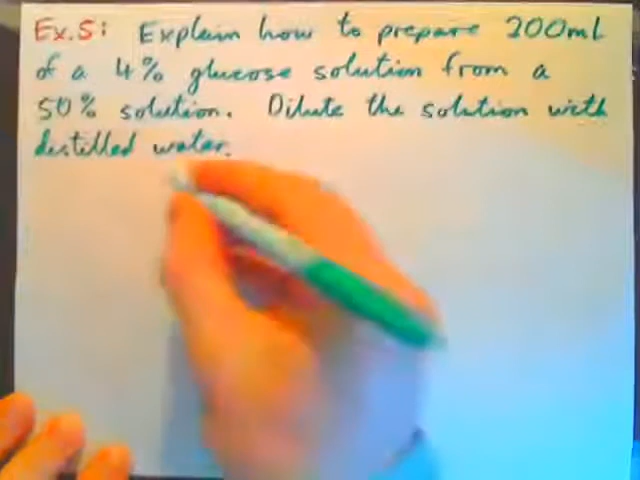 Ex.5: Explain how to prepare 200ml
of a 4% glucose solution from a
50% solution. Dilute the solution with
distilled water.